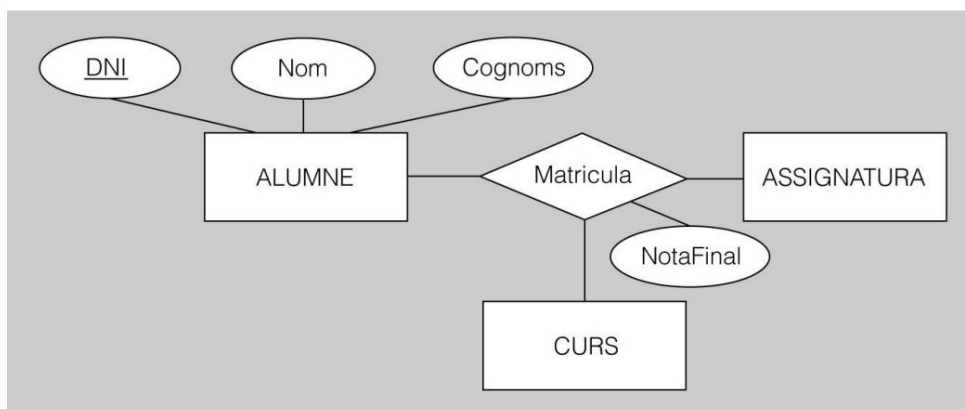 DNI
Nom
Cognoms
ALUMNE
Matricula
ASSIGNATURA
NotaFinal
CURS